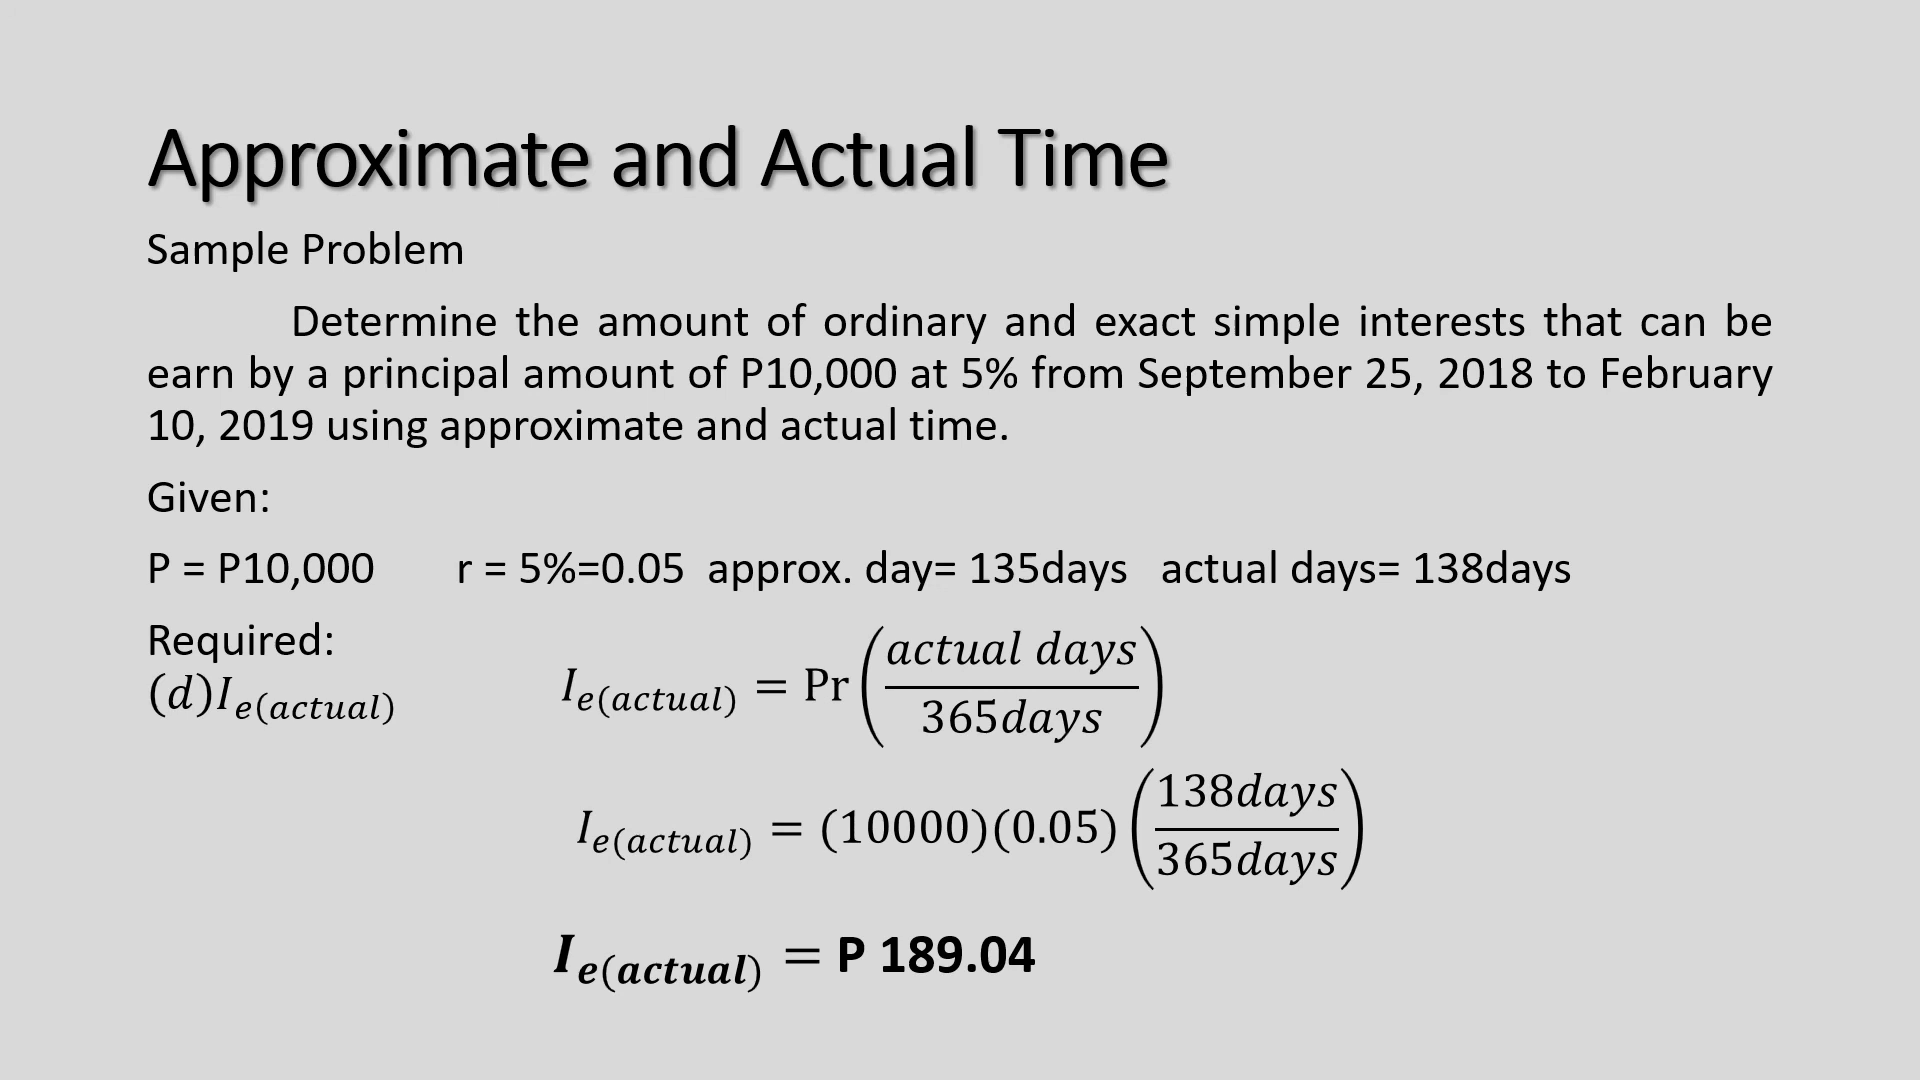 Approximate and Actual Time
Sample Problem
Determine the amount of ordinary and exact simple interests that can be
earn by a principal amount of P10,000 at 5% from September 25, 2018 to February
10, 2019 using approximate and actual time.
Given:
P = P10,000 r = 5%=0.05 approx. day= 135days actual days= 138days
Required:
(d)I_e(actual) I_e(actual) = Pr(actual days/365days)
I_e(actual) = (10000)(0.05)(138days/365days)
I_e(actual) = P 189.04